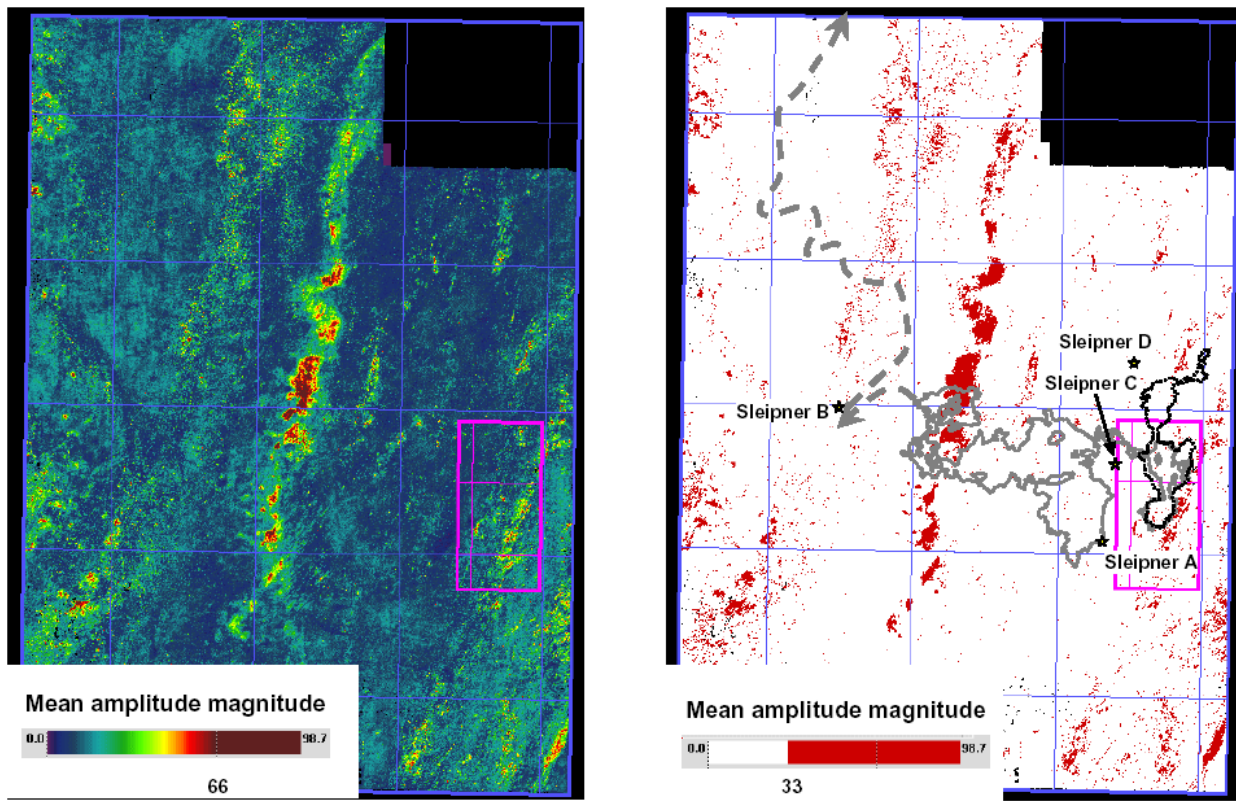 Mean amplitude magnitude
0.0 98.7
66
Sleipner D
Sleipner C
Sleipner B
Sleipner A
Mean amplitude magnitude
0.0 98.7
33